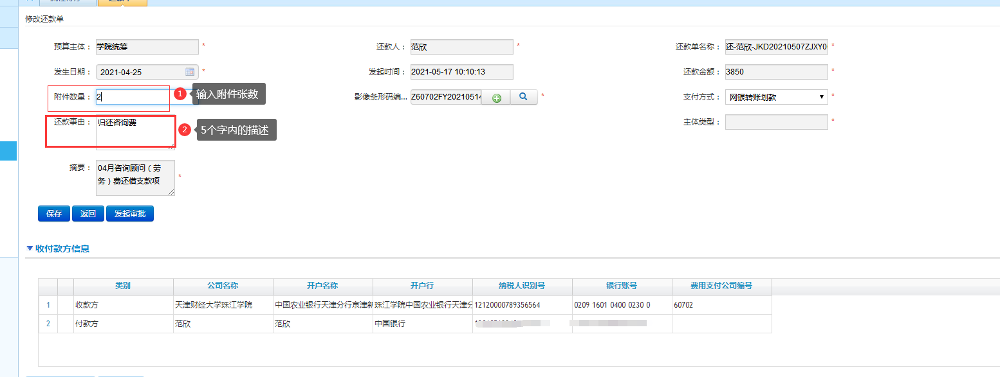 修改还款单
预算主体： 学院统筹 * 还款人： 范欣 * 还款单名称： 还-范欣-JKD20210507ZJXY0 *
发生日期： 2021-04-25 * 发起时间： 2021-05-17 10:10:13 还款金额： 3850 *
附件数量： 2 1 输入附件张数 影像条形码编... Z60702FY20210514 * 支付方式： 网银转账划款 *
还款事由： 归还咨询费 2 5个字内的描述 主体类型： *
摘要： 04月咨询顾问（劳
务）费还借支款项 *
保存 返回 发起审批
收付款方信息
类别 公司名称 开户名称 开户行 纳税人识别号 银行账号 费用支付公司编号
1 收款方 天津财经大学珠江学院 中国农业银行天津分行京津新 珠江学院中国农业银行天津分 12120000789356564 0209 1601 0400 0230 0 60702
2 付款方 范欣 范欣 中国银行